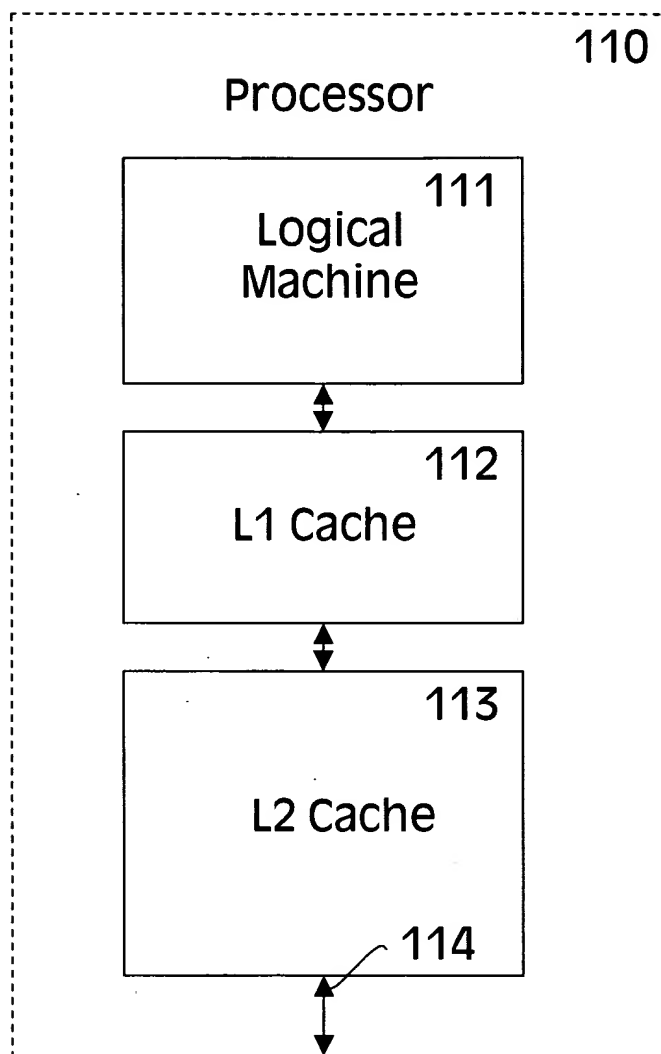 110
Processor
111
Logical
Machine
112
L1 Cache
113
L2 Cache
114